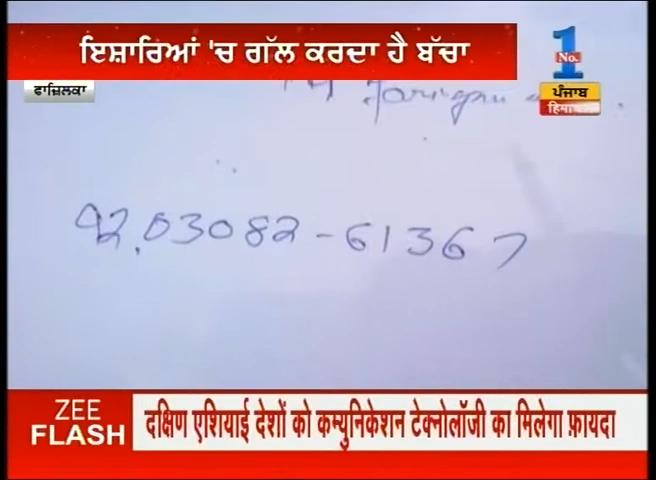 ਇਸ਼ਾਰਿਆਂ 'ਚ ਗੱਲ ਕਰਦਾ ਹੈ ਬੱਚਾ
1
No.
ਪੰਜਾਬ
ਫਾਜ਼ਿਲਕਾ
92.03082-61367
ZEE FLASH
दक्षिण एशियाई देशों को कम्युनिकेशन टेक्नोलॉजी का मिलेगा फ़ायदा